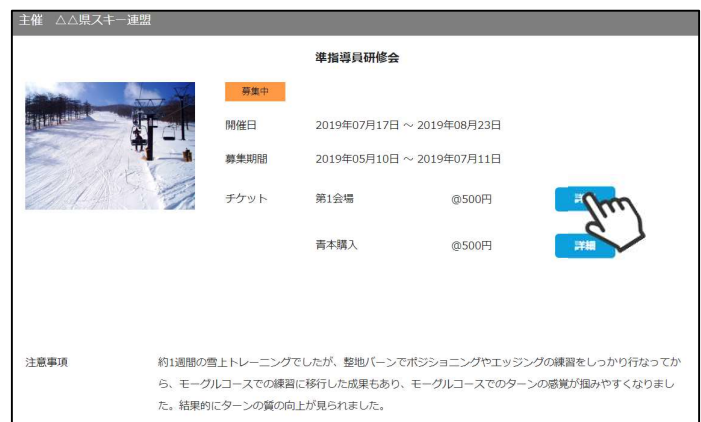 主催 △△県スキー連盟
準指導員研修会
募集中
開催日 2019年07月17日 ～ 2019年08月23日
募集期間 2019年05月10日 ～ 2019年07月11日
チケット 第1会場 @500円
青本購入 @500円 詳細
注意事項 約1週間の雪上トレーニングでしたが、整地バーンでポジショニングやエッジングの練習をしっかり行なってか
ら、モーグルコースでの練習に移行した成果もあり、モーグルコースでのターンの感覚が掴みやすくなりまし
た。結果的にターンの質の向上が見られました。